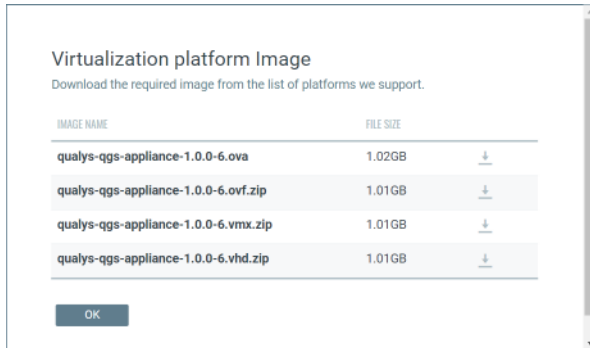 Virtualization platform Image
Download the required image from the list of platforms we support.
IMAGE NAME FILE SIZE
qualys-qgs-appliance-1.0.0-6.ova 1.02GB
qualys-qgs-appliance-1.0.0-6.ovf.zip 1.01GB
qualys-qgs-appliance-1.0.0-6.vmx.zip 1.01GB
qualys-qgs-appliance-1.0.0-6.vhd.zip 1.01GB
OK